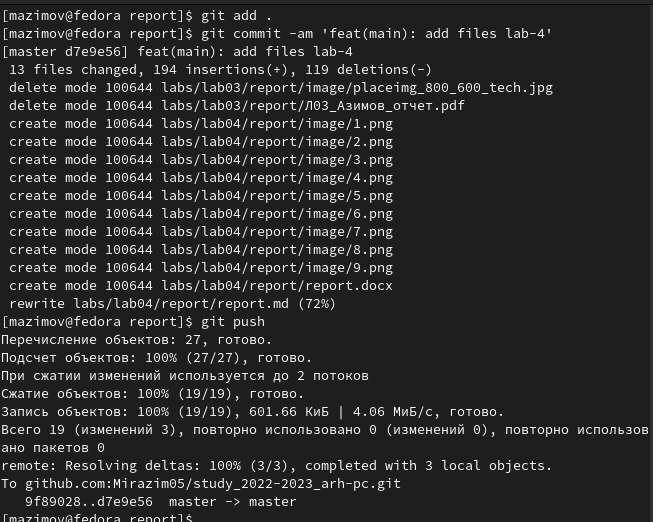 [mazimov@fedora report]$ git add .
[mazimov@fedora report]$ git commit -am 'feat(main): add files lab-4'
[master d7e9e56] feat(main): add files lab-4
 13 files changed, 194 insertions(+), 119 deletions(-)
 delete mode 100644 labs/lab03/report/image/placeimg_800_600_tech.jpg
 delete mode 100644 labs/lab03/report/Л03_Азимов_отчет.pdf
 create mode 100644 labs/lab04/report/image/1.png
 create mode 100644 labs/lab04/report/image/2.png
 create mode 100644 labs/lab04/report/image/3.png
 create mode 100644 labs/lab04/report/image/4.png
 create mode 100644 labs/lab04/report/image/5.png
 create mode 100644 labs/lab04/report/image/6.png
 create mode 100644 labs/lab04/report/image/7.png
 create mode 100644 labs/lab04/report/image/8.png
 create mode 100644 labs/lab04/report/image/9.png
 create mode 100644 labs/lab04/report/report.docx
 rewrite labs/lab04/report/report.md (72%)
[mazimov@fedora report]$ git push
Перечисление объектов: 27, готово.
Подсчет объектов: 100% (27/27), готово.
При сжатии изменений используется до 2 потоков
Сжатие объектов: 100% (19/19), готово.
Запись объектов: 100% (19/19), 601.66 КиБ | 4.06 МиБ/с, готово.
Всего 19 (изменений 3), повторно использовано 0 (изменений 0), повторно использов
ано пакетов 0
remote: Resolving deltas: 100% (3/3), completed with 3 local objects.
To github.com:Mirazim05/study_2022-2023_arh-pc.git
   9f89028..d7e9e56  master -> master
[mazimov@fedora report]$